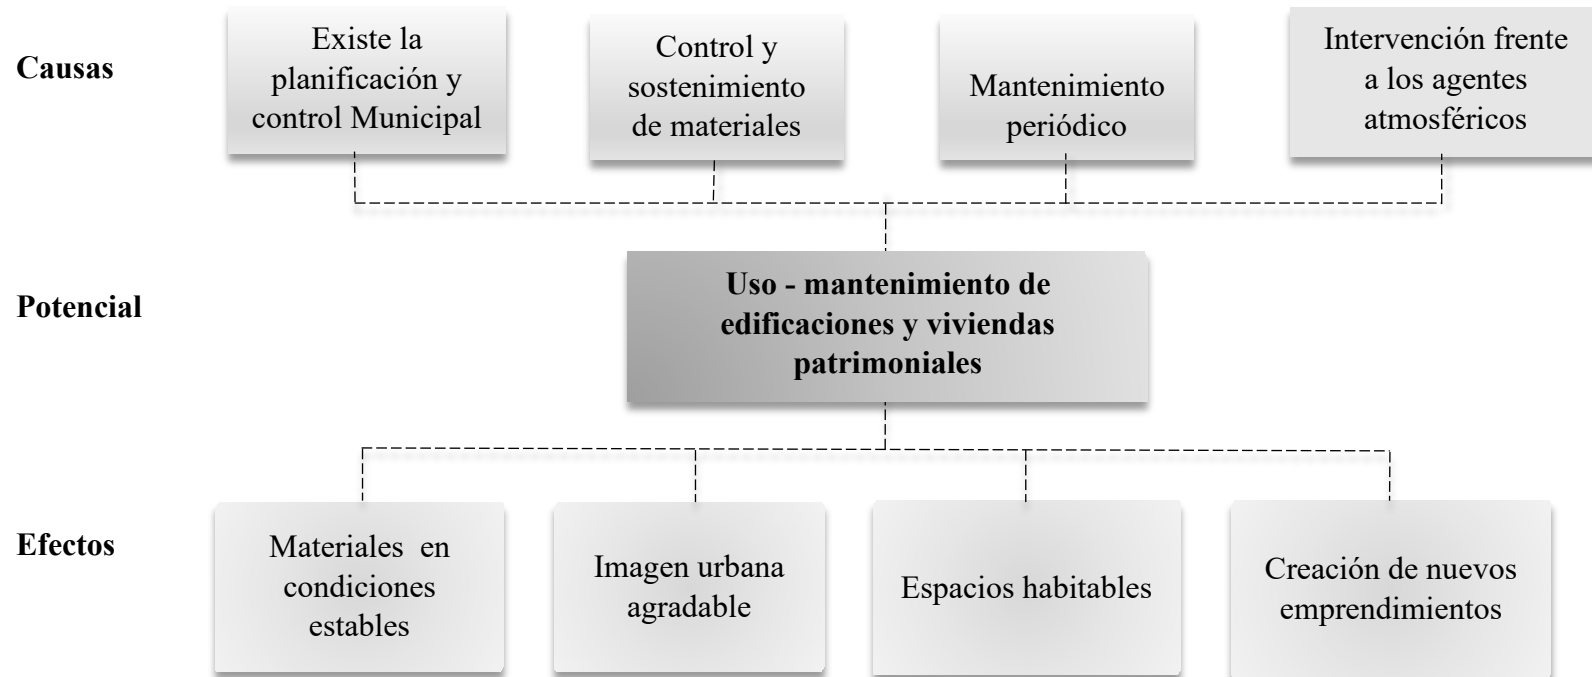 Causas
Existe la
planificación y
control Municipal
Control y
sostenimiento
de materiales
Mantenimiento
periódico
Intervención frente
a los agentes
atmosféricos
Potencial
Uso - mantenimiento de
edificaciones y viviendas
patrimoniales
Efectos
Materiales en
condiciones
estables
Imagen urbana
agradable
Espacios habitables
Creación de nuevos
emprendimientos